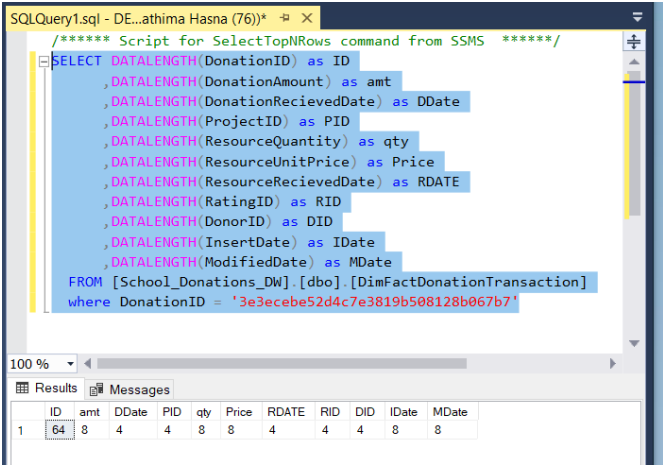 SQLQuery1.sql - DE...athima Hasna (76))*
/****** Script for SelectTopNRows command from SSMS ******/
SELECT DATALENGTH(DonationID) as ID
,DATALENGTH(DonationAmount) as amt
,DATALENGTH(DonationRecievedDate) as DDate
,DATALENGTH(ProjectID) as PID
,DATALENGTH(ResourceQuantity) as qty
,DATALENGTH(ResourceUnitPrice) as Price
,DATALENGTH(ResourceRecievedDate) as RDATE
,DATALENGTH(RatingID) as RID
,DATALENGTH(DonorID) as DID
,DATALENGTH(InsertDate) as IDate
,DATALENGTH(ModifiedDate) as MDate
FROM [School_Donations_DW].[dbo].[DimFactDonationTransaction]
where DonationID = '3e3ecebe52d4c7e3819b508128b067b7'
100 %
Results Messages
ID amt DDate PID qty Price RDATE RID DID IDate MDate
1 64 8 4 4 8 8 4 4 4 8 8